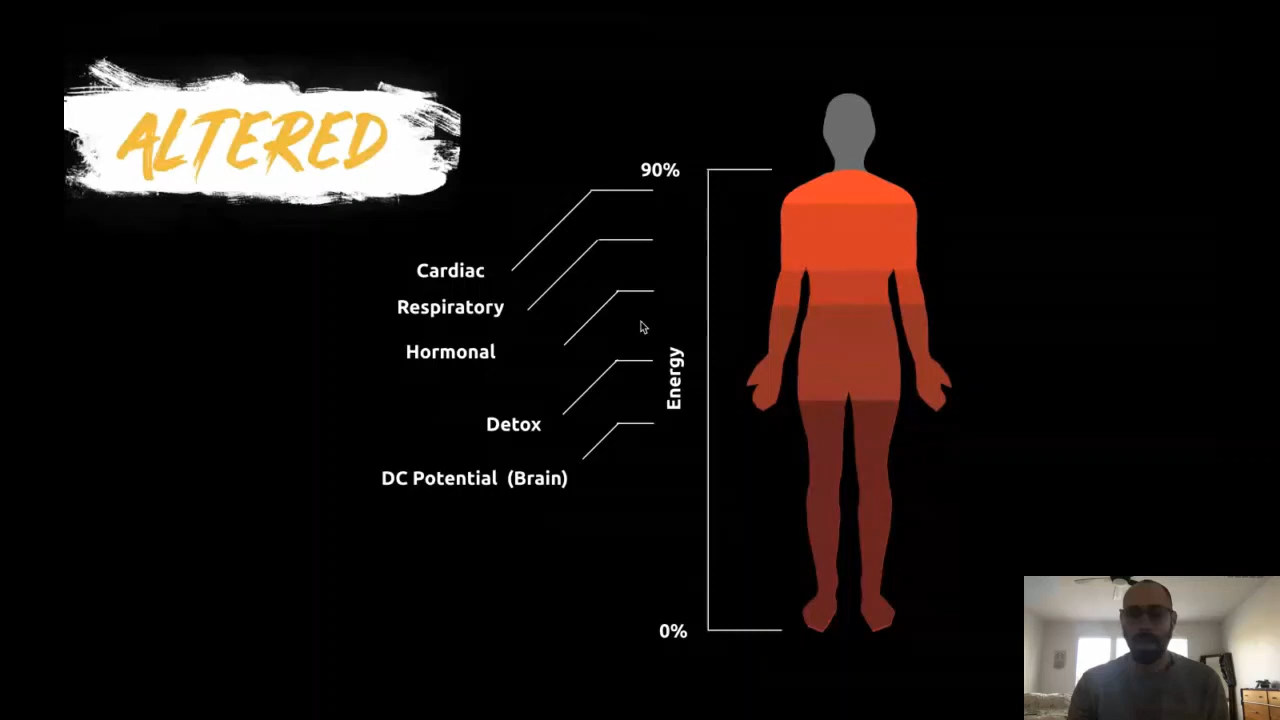 ALTERED
90%
Cardiac
Respiratory
Hormonal
Energy
Detox
DC Potential (Brain)
0%